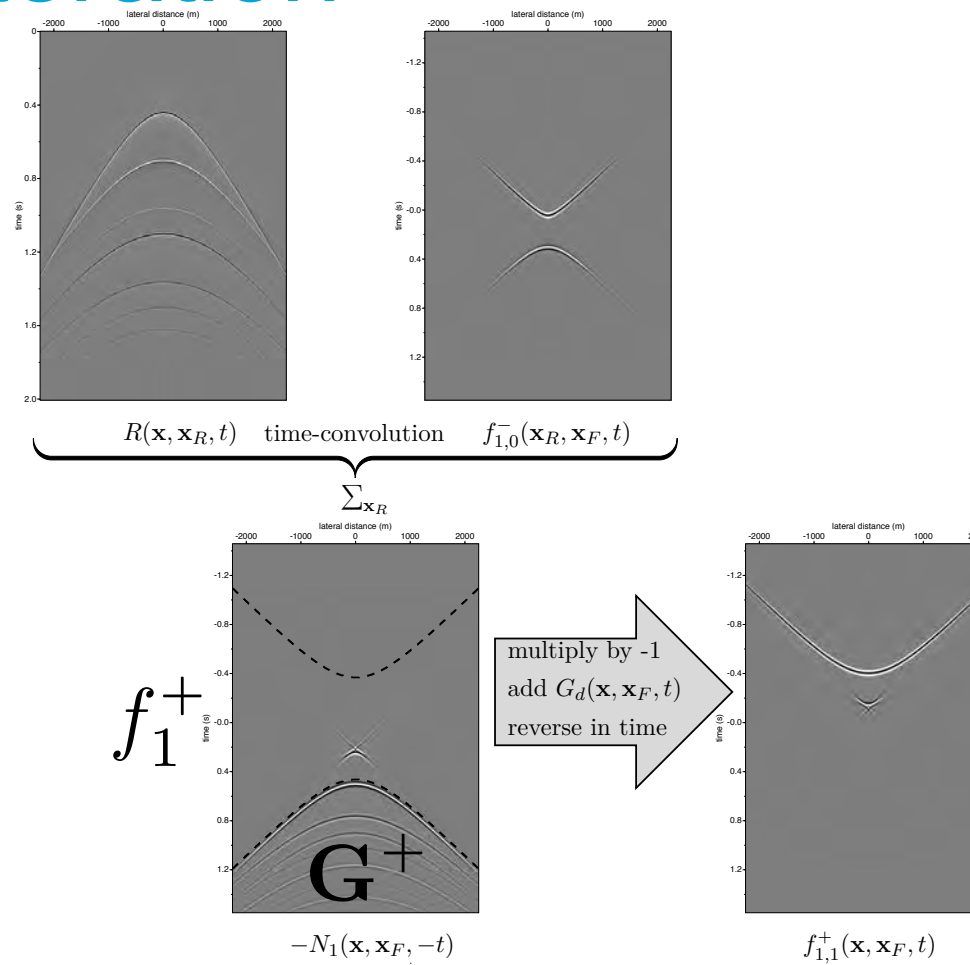 lateral distance (m)
-2000 -1000 0 1000 2000
0
0.4
0.8
1.2
1.6
2.0
time (s)
lateral distance (m)
-2000 -1000 0 1000 2000
-1.2
-0.8
-0.4
-0.0
0.4
0.8
1.2
time (s)
R(x, x_R, t) time-convolution f^-_{1,0}(x_R, x_F, t)
∑_{x_R}
lateral distance (m)
-2000 -1000 0 1000 2000
-1.2
-0.8
-0.4
-0.0
0.4
0.8
1.2
time (s)
f_1^+
G^+
-N_1(x, x_F, -t)
multiply by -1
add G_d(x, x_F, t)
reverse in time
lateral distance (m)
-2000 -1000 0 1000
-1.2
-0.8
-0.4
-0.0
0.4
0.8
1.2
time (s)
f^+_{1,1}(x, x_F, t)